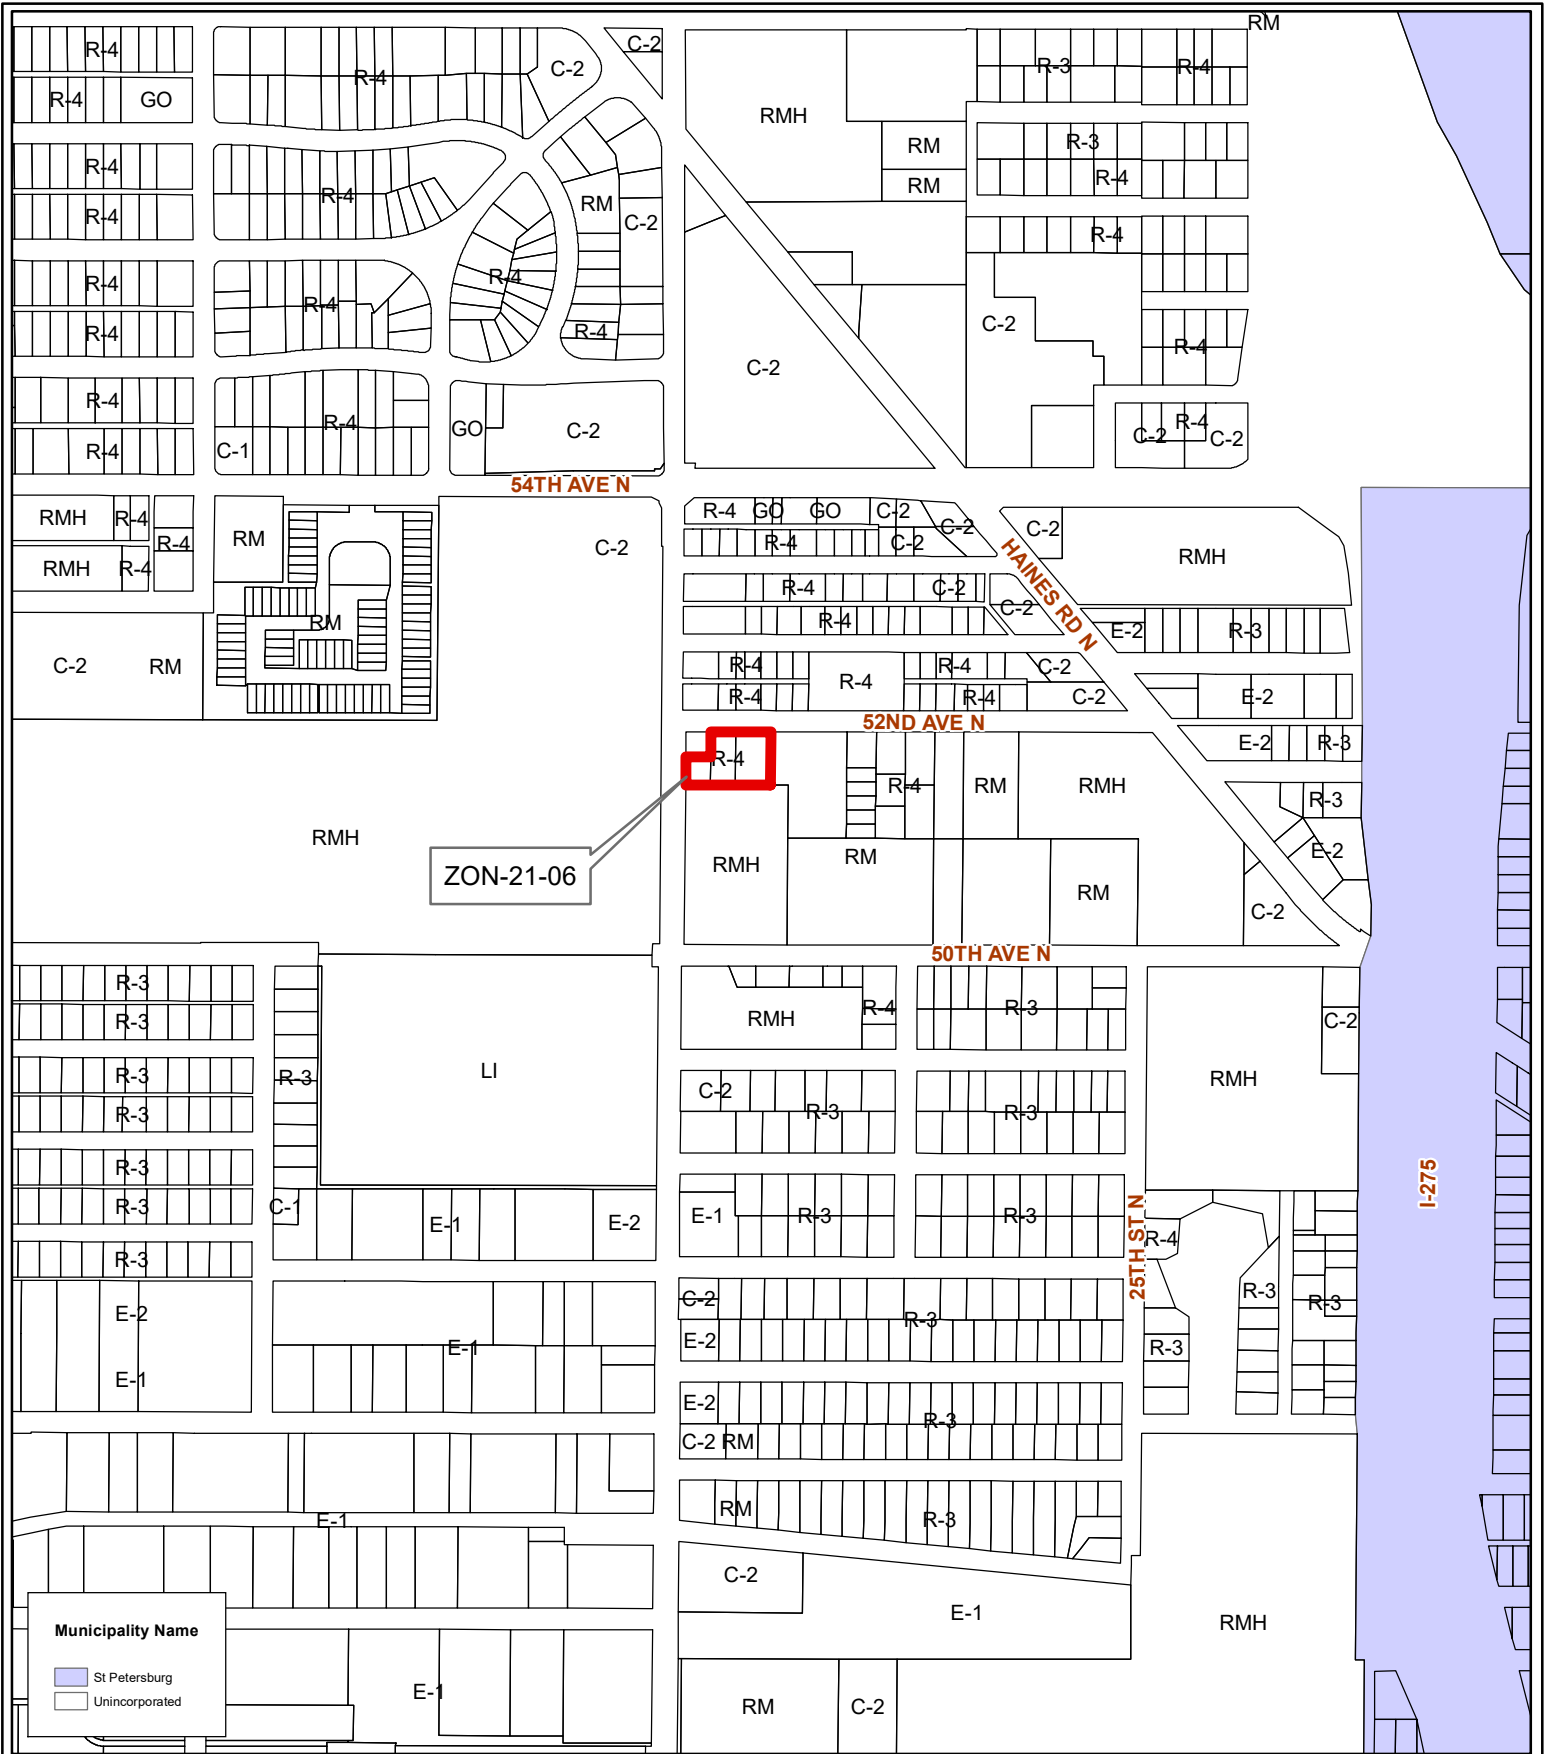 RM
R-4
R-4
C-2
C-2
R-3
R-4
R-4
GO
RMH
RM
R-3
R-4
R-4
RM
R-4
R-4
RM
C-2
R-4
R-4
R-4
R-4
C-2
R-4
R-4
R-4
C-2
R-4
R-4
R-4
GO
C-2
R-4
C-2
C-2
R-4
C-1
54TH AVE N
RMH
R-4
RM
C-2
R-4
GO
GO
C-2
C-2
C-2
R-4
R-4
C-2
RMH
RMH
R-4
HAINES RD N
R-4
C-2
C-2
RM
R-4
E-2
R-3
C-2
RM
R-4
R-4
R-4
C-2
R-4
R-4
C-2
E-2
52ND AVE N
E-2
R-3
R-4
R-4
RM
RMH
R-3
RMH
RMH
RM
E-2
ZON-21-06
RM
C-2
50TH AVE N
R-3
R-3
RMH
R-4
R-3
C-2
LI
R-3
R-3
RMH
R-3
C-2
R-3
R-3
R-3
R-3
C-1
E-1
E-2
E-1
R-3
R-3
25TH ST N
I-275
R-4
R-3
E-2
C-2
R-3
R-3
R-3
E-1
E-1
E-2
R-3
E-2
R-3
C-2
RM
RM
R-3
E-1
C-2
E-1
RMH
Municipality Name
St Petersburg
Unincorporated
E-1
RM
C-2